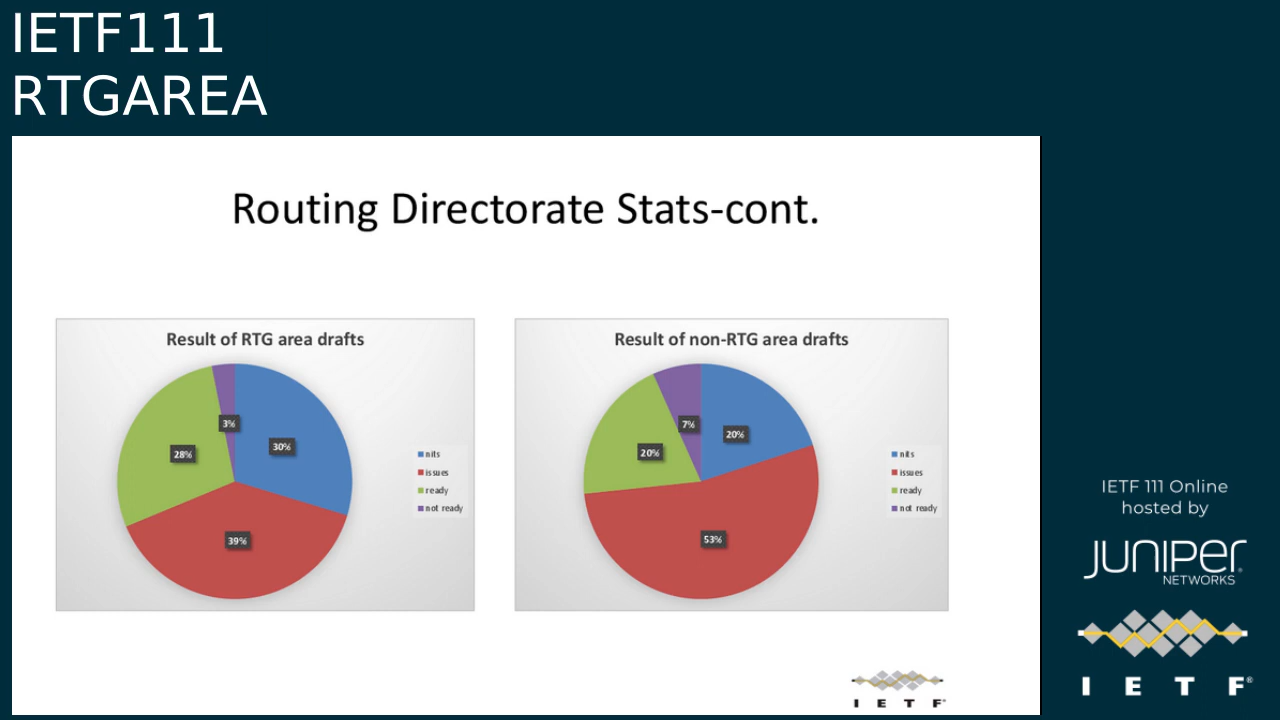 IETF111
RTGAREA
Routing Directorate Stats-cont.
Result of RTG area drafts
3%
30%
28%
39%
nits
issues
ready
not ready
Result of non-RTG area drafts
7%
20%
20%
53%
nits
issues
ready
not ready
IETF 111 Online
hosted by
JUNIPER
NETWORKS
I E T F®
I E T F®